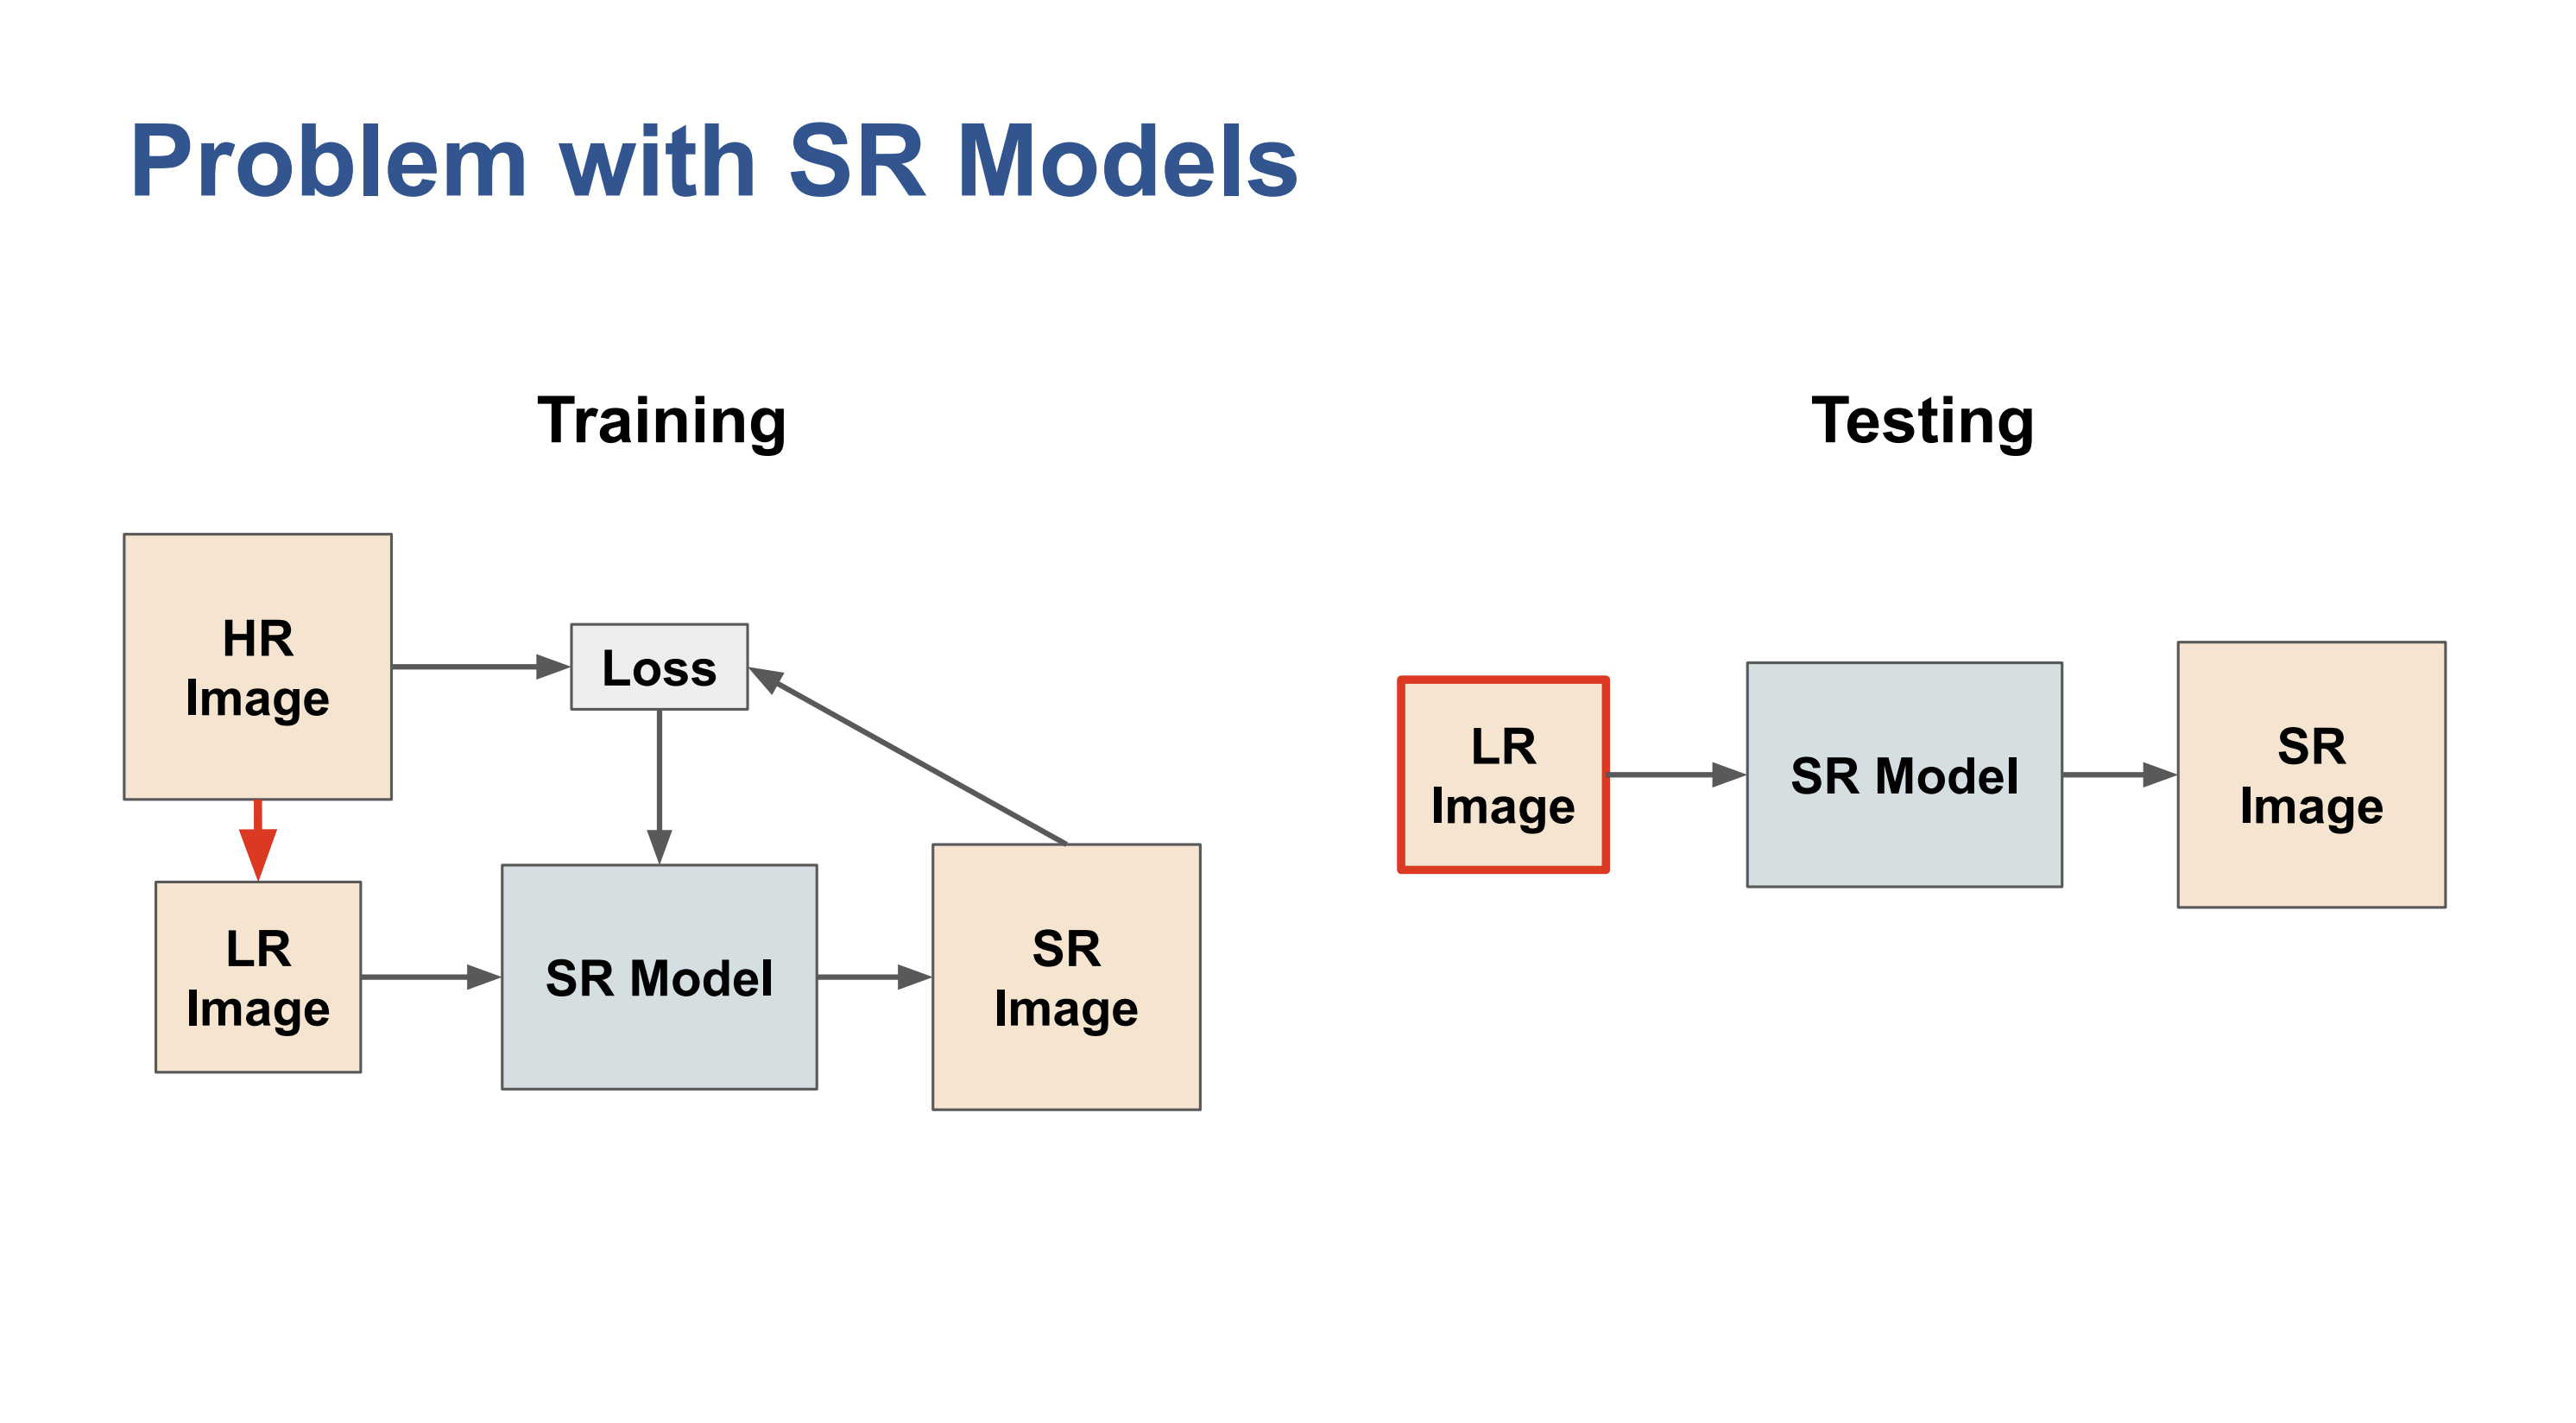 Problem with SR Models
Training
HR
Image
Loss
LR
Image
SR Model
SR
Image
Testing
LR
Image
SR Model
SR
Image